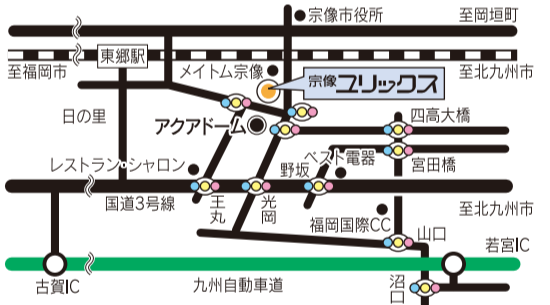 宗像市役所
至岡垣町
東郷駅
至福岡市
メイトム宗像
宗像ユリックス
至北九州市
日の里
アクアドーム
四高大橋
レストラン・シャロン
野坂
ベスト電器
宮田橋
国道3号線
王丸
光岡
福岡国際CC
至北九州市
山口
若宮IC
古賀IC
九州自動車道
沼口